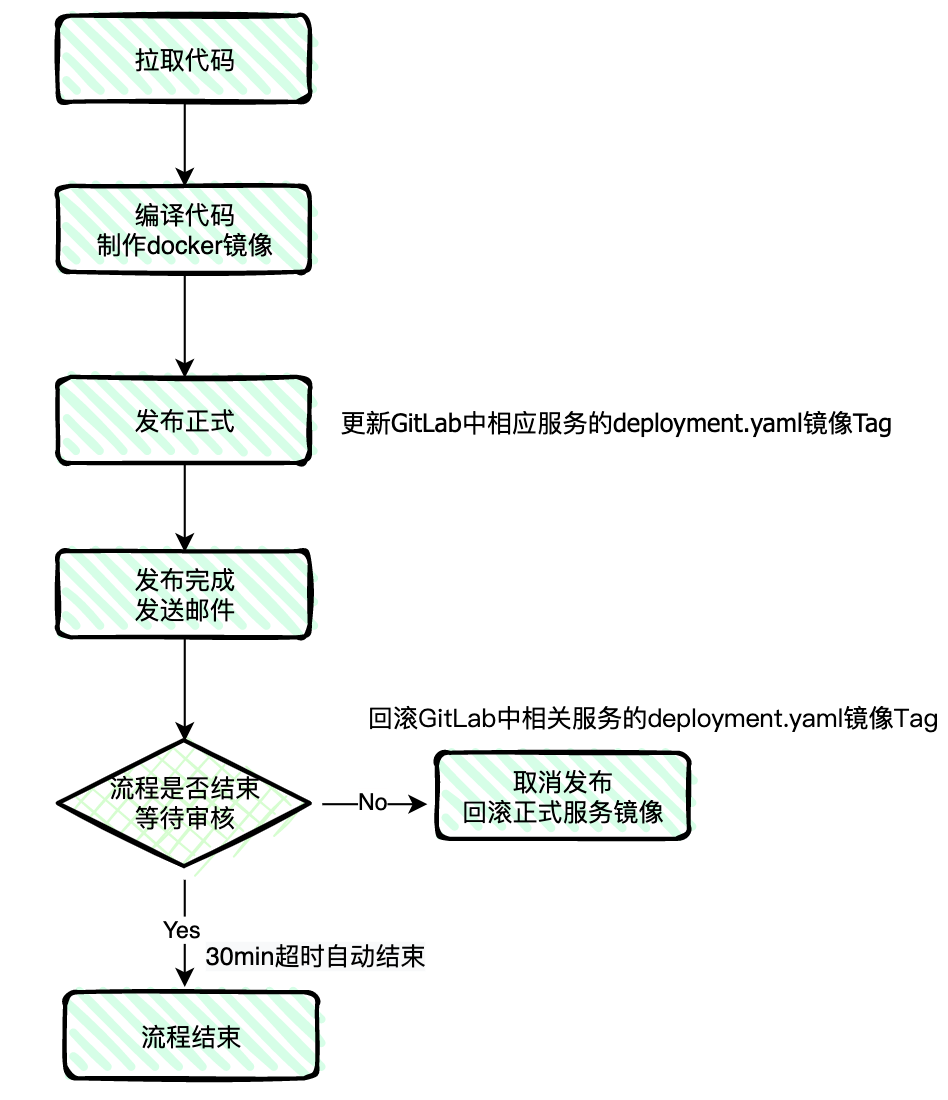 拉取代码
编译代码
制作docker镜像
发布正式
更新GitLab中相应服务的deployment.yaml镜像Tag
发布完成
发送邮件
回滚GitLab中相关服务的deployment.yaml镜像Tag
流程是否结束
等待审核
No
取消发布
回滚正式服务镜像
Yes
30min超时自动结束
流程结束